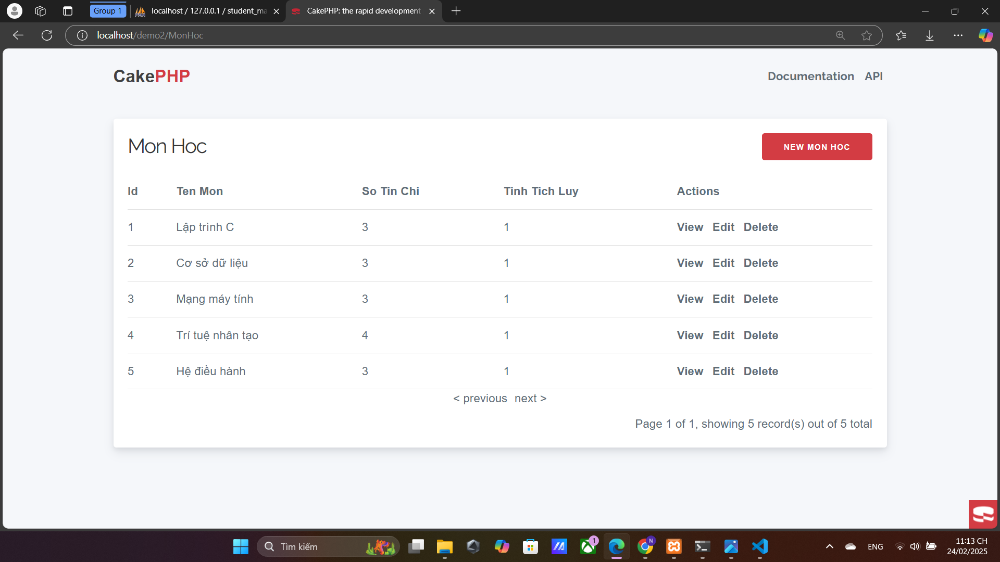 Group 1
localhost / 127.0.0.1 / student_ma
CakePHP: the rapid development
localhost/demo2/MonHoc
CakePHP
Documentation API
Mon Hoc
NEW MON HOC
Id Ten Mon So Tin Chi Tinh Tich Luy Actions
1 Lập trình C 3 1 View Edit Delete
2 Cơ sở dữ liệu 3 1 View Edit Delete
3 Mạng máy tính 3 1 View Edit Delete
4 Trí tuệ nhân tạo 4 1 View Edit Delete
5 Hệ điều hành 3 1 View Edit Delete
< previous next >
Page 1 of 1, showing 5 record(s) out of 5 total
Tìm kiếm
1
N
ENG
11:13 CH
24/02/2025